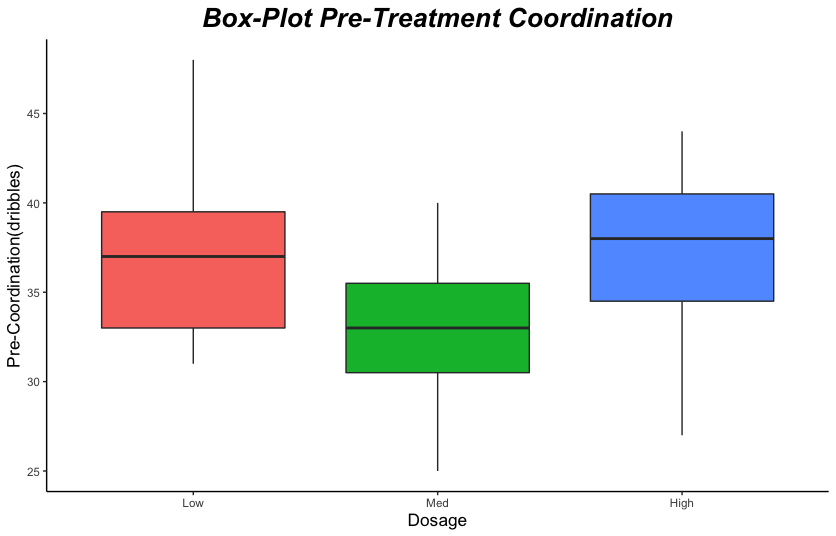 Box-Plot Pre-Treatment Coordination
Pre-Coordination(dribbles)
45
40
35
30
25
Low Med High
Dosage